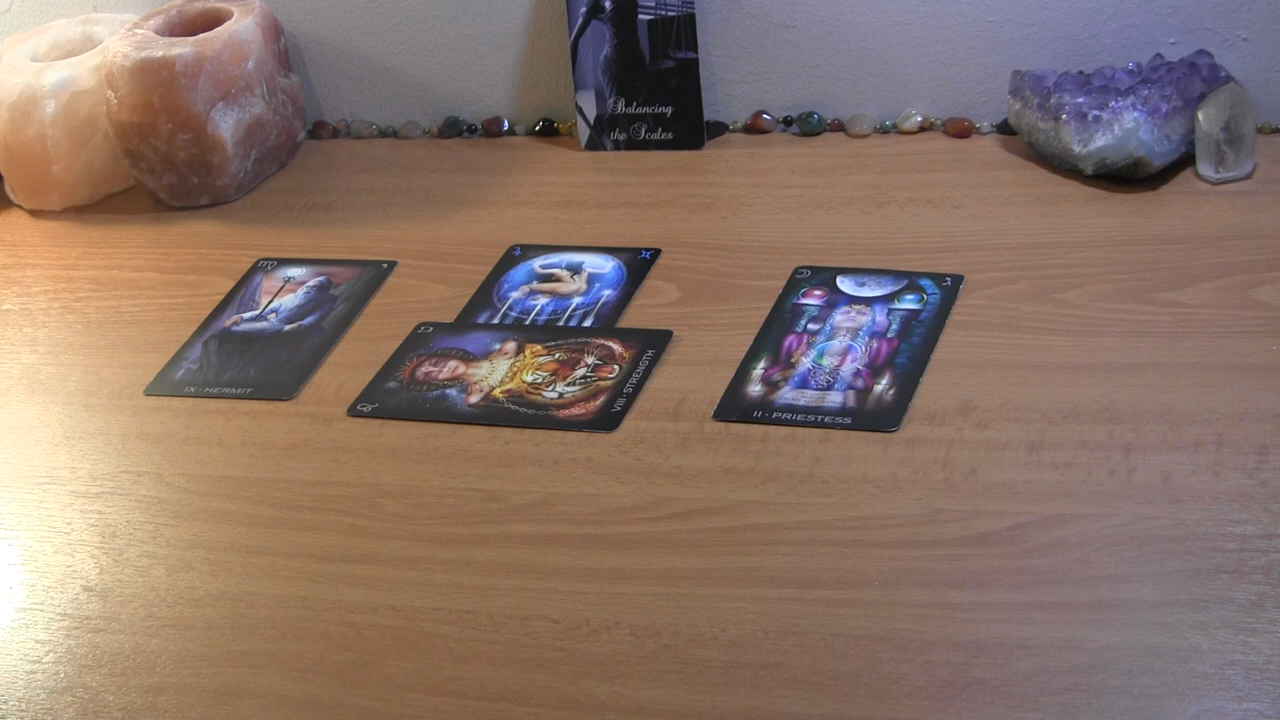 Balancing
the Scales
IX • HERMIT
VIII • STRENGTH
II • PRIESTESS